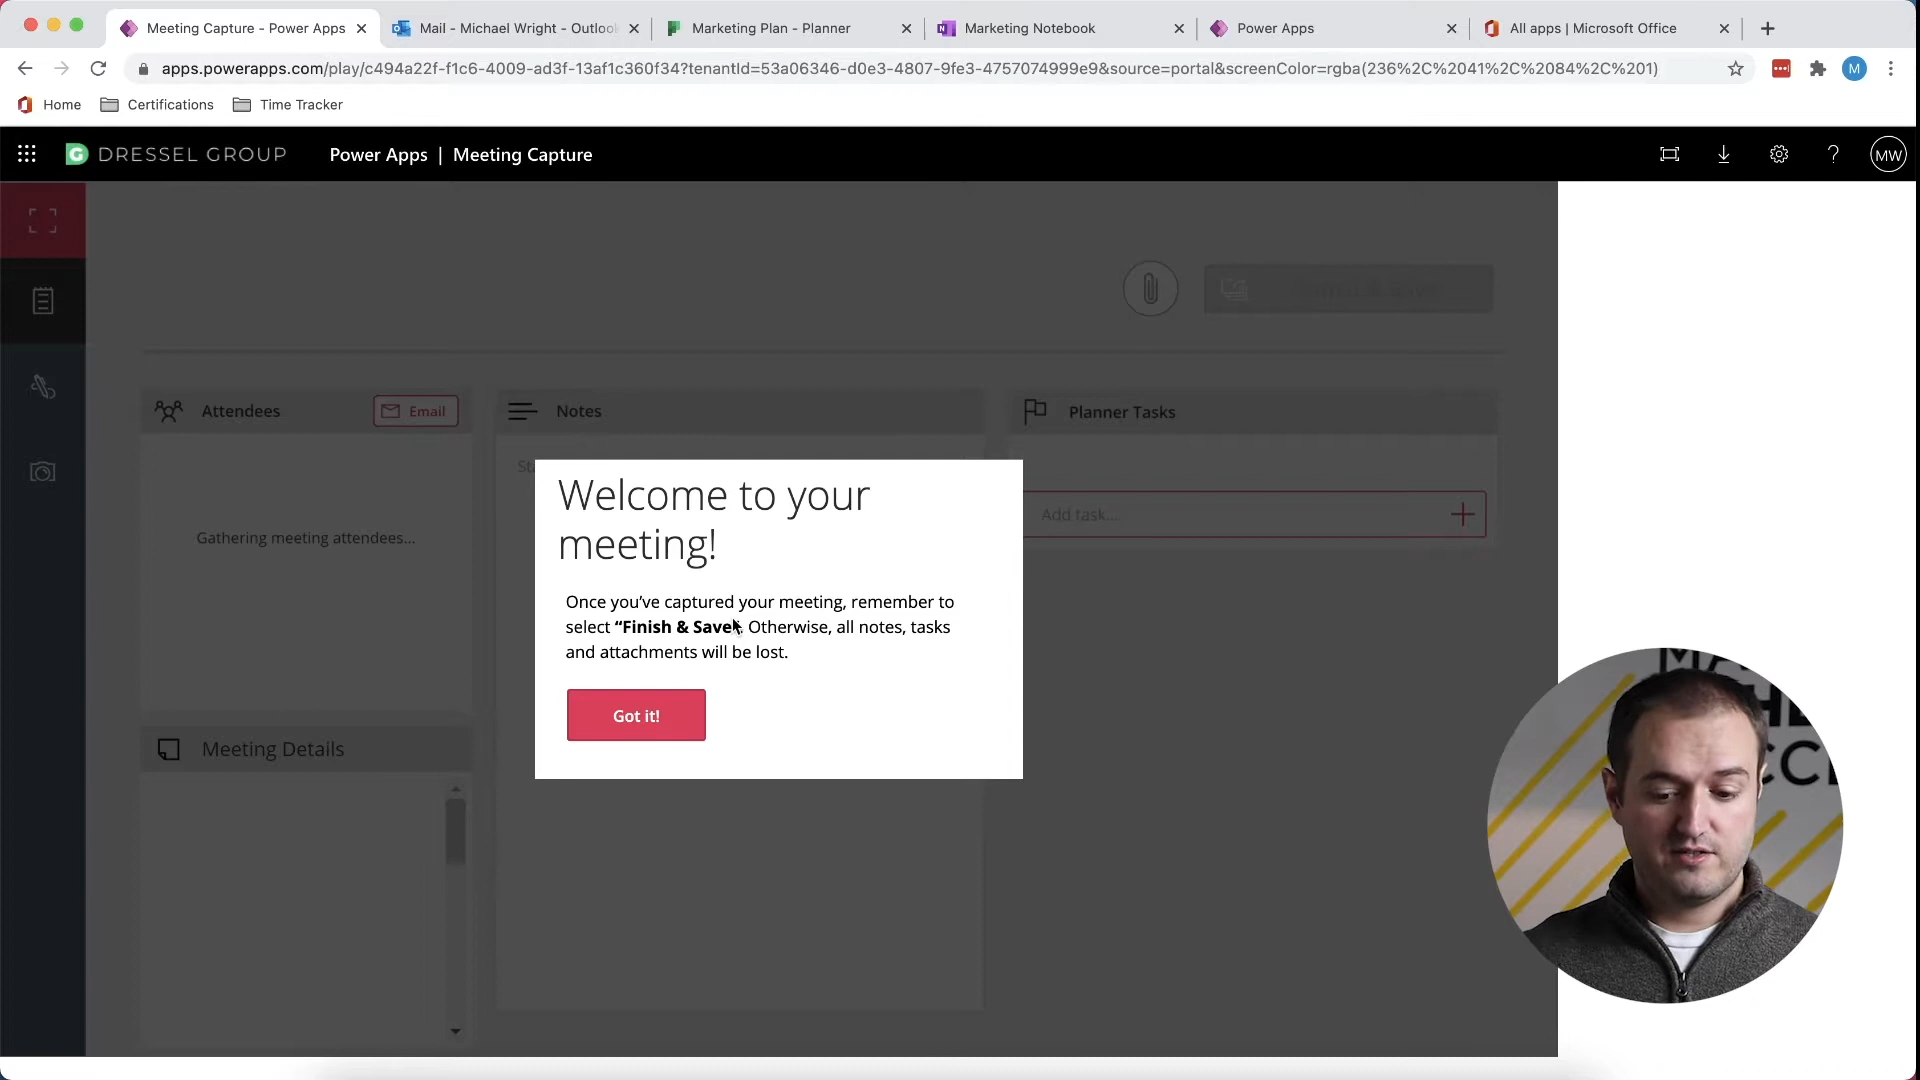 Meeting Capture - Power Apps
Mail - Michael Wright - Outloo
Marketing Plan - Planner
Marketing Notebook
Power Apps
All apps | Microsoft Office
apps.powerapps.com/play/c494a22f-f1c6-4009-ad3f-13af1c360f34?tenantId=53a06346-d0e3-4807-9fe3-4757074999e9&source=portal&screenColor=rgba(236%2C%2041%2C%2084%2C%201)
M
Home
Certifications
Time Tracker
DRESSEL GROUP
Power Apps | Meeting Capture
?
MW
Attendees
Email
Notes
Planner Tasks
Add task....
Gathering meeting attendees...
Welcome to your
meeting!
Once you've captured your meeting, remember to
select “Finish & Save”. Otherwise, all notes, tasks
and attachments will be lost.
Got it!
Meeting Details